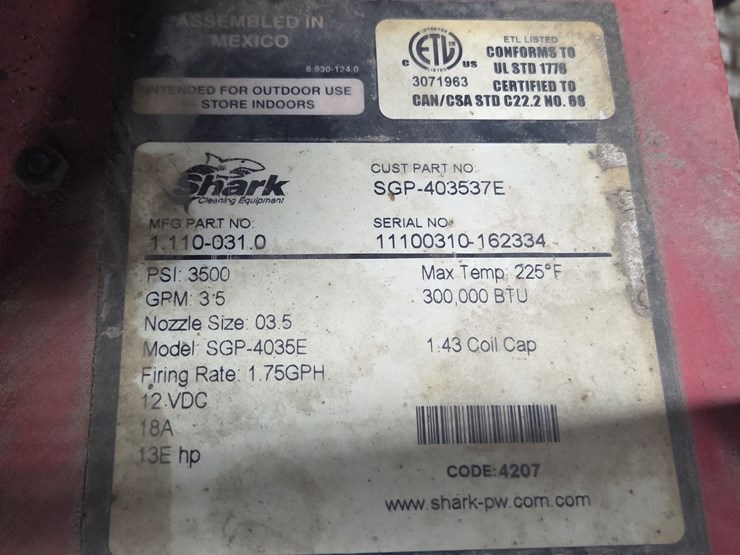 ASSEMBLED IN
MEXICO
8.930-124.0
INTENDED FOR OUTDOOR USE
STORE INDOORS
INTERTEK
ETL
LISTED
C
US
3071963
ETL LISTED
CONFORMS TO
UL STD 1776
CERTIFIED TO
CAN/CSA STD C22.2 NO. 68
Shark
Cleaning Equipment
CUST PART NO:
SGP-403537E
MFG PART NO:
1.110-031.0
SERIAL NO:
11100310-162334
PSI: 3500
Max Temp: 225°F
GPM: 3.5
300,000 BTU
Nozzle Size: 03.5
Model: SGP-4035E
1.43 Coil Cap
Firing Rate: 1.75GPH
12 VDC
18A
13E hp
CODE:4207
www.shark-pw.com.com